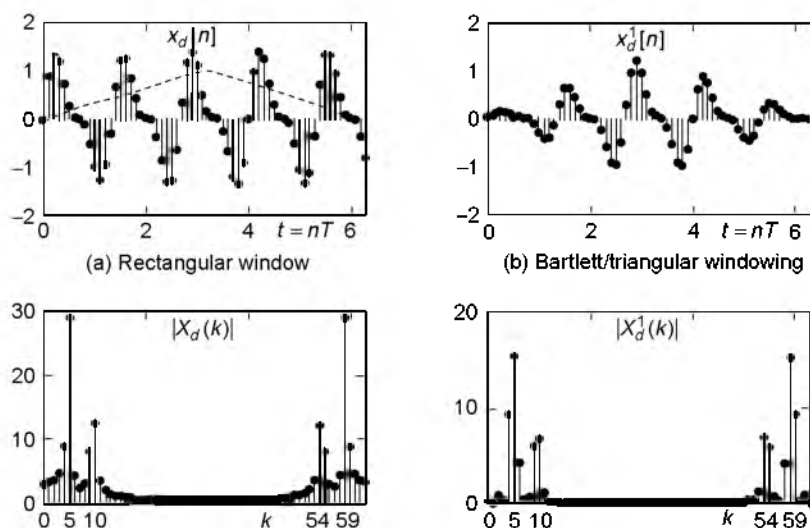 2
x_d[n]
1
0
−1
−2
0 2 4 t = nT 6
(a) Rectangular window
2
x_d^1[n]
1
0
−1
−2
0 2 4 t = nT 6
(b) Bartlett/triangular windowing
30
|X_d(k)|
20
10
0
0 5 10 k 54 59
20
|X_d^1(k)|
10
0
0 5 10 k 54 59